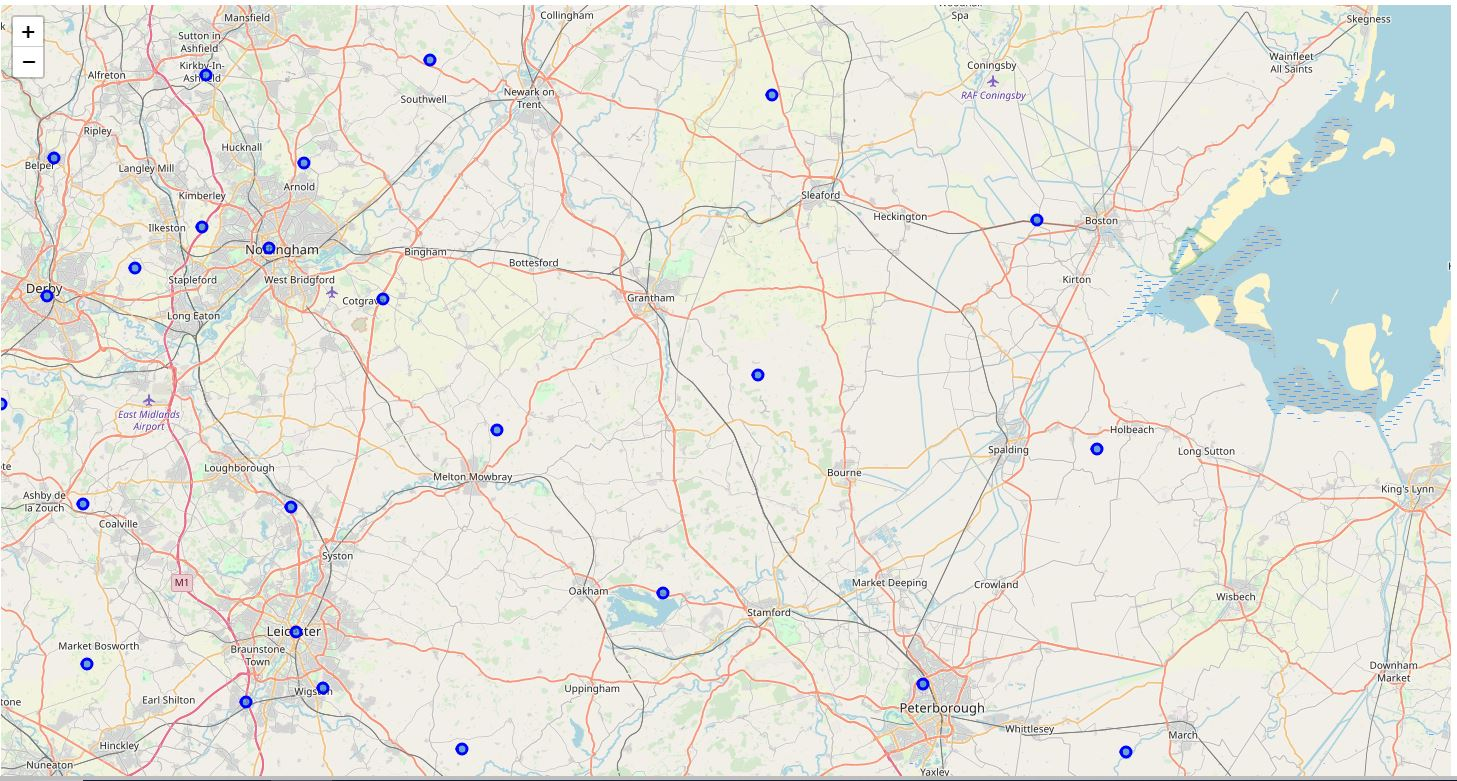 Mansfield
Collingham
Spa
Skegness
+
Sutton in
Ashfield
Wainfleet
All Saints
−
Alfreton
Kirkby-In-
Ashfield
Coningsby
RAF Coningsby
Newark on
Trent
Southwell
Ripley
Hucknall
Belper
Langley Mill
Arnold
Kimberley
Sleaford
Heckington
Boston
Ilkeston
Nottingham
Bingham
Bottesford
Stapleford
West Bridgford
Kirton
Derby
Cotgrave
Grantham
Long Eaton
East Midlands
Airport
Holbeach
Spalding
Long Sutton
Loughborough
Melton Mowbray
Bourne
King's Lynn
Ashby de
la Zouch
Coalville
Syston
M1
Oakham
Market Deeping
Crowland
Wisbech
Stamford
Leicester
Market Bosworth
Braunstone
Town
Downham
Market
Earl Shilton
Wigston
Uppingham
Peterborough
Whittlesey
March
Hinckley
Nuneaton
Yaxley